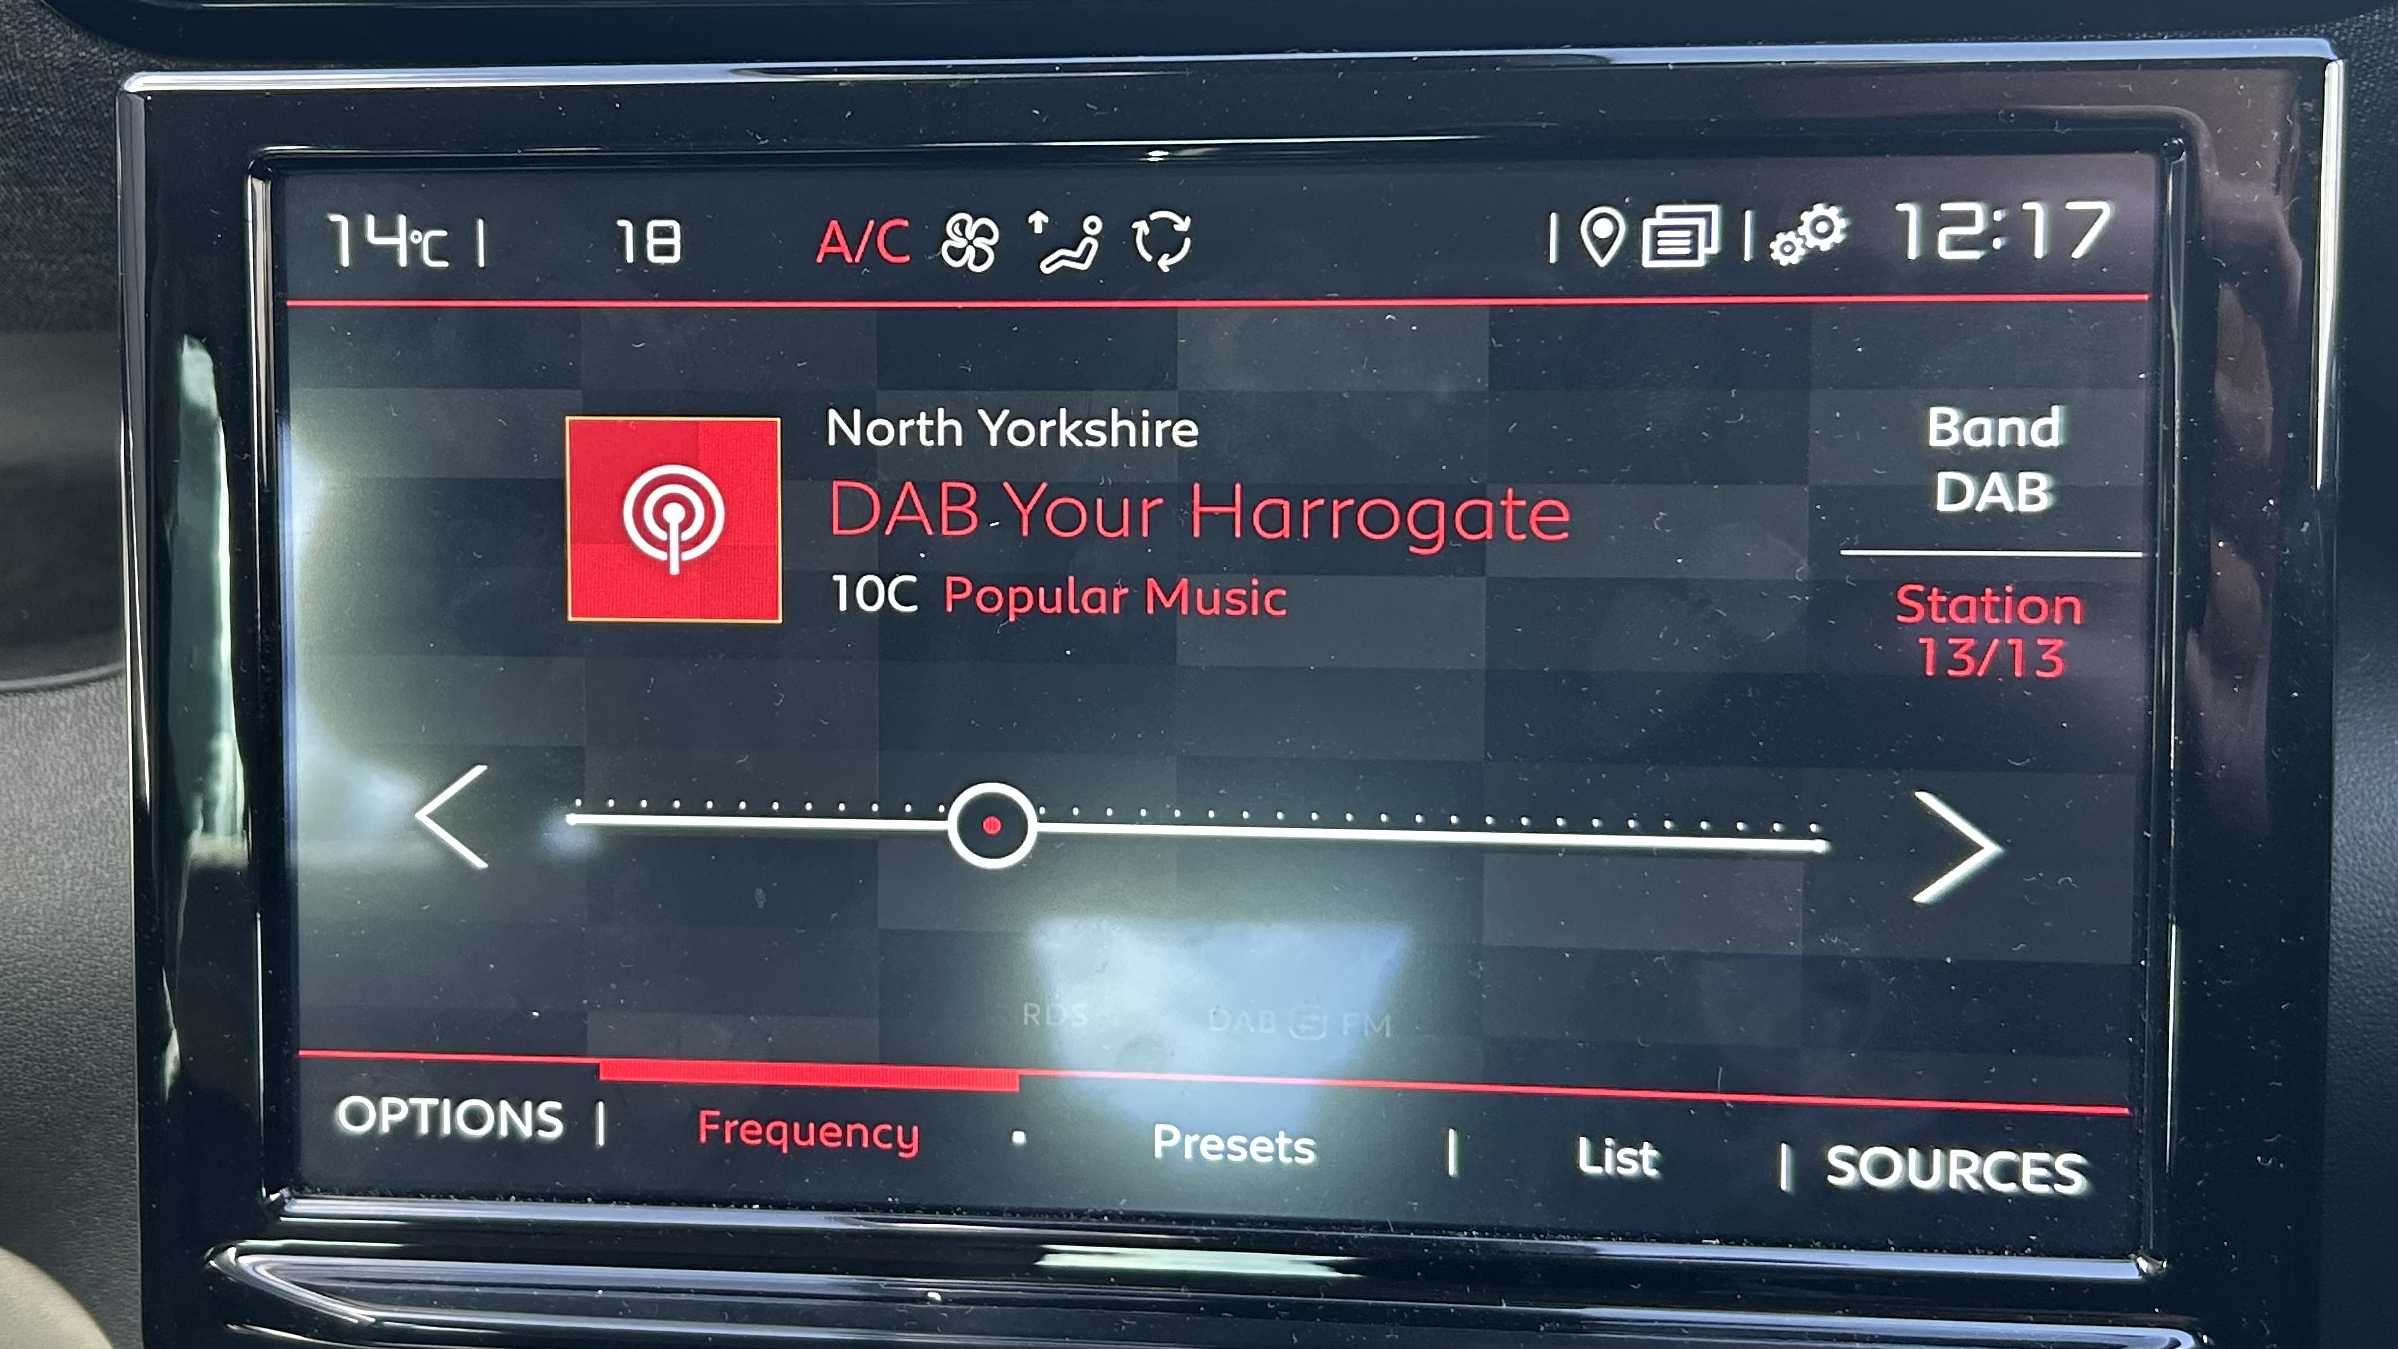 14°C | 18 A/C | | 12:17
North Yorkshire
DAB Your Harrogate
10C Popular Music
Band
DAB
Station
13/13
RDS DAB FM
OPTIONS | Frequency · Presets | List | SOURCES